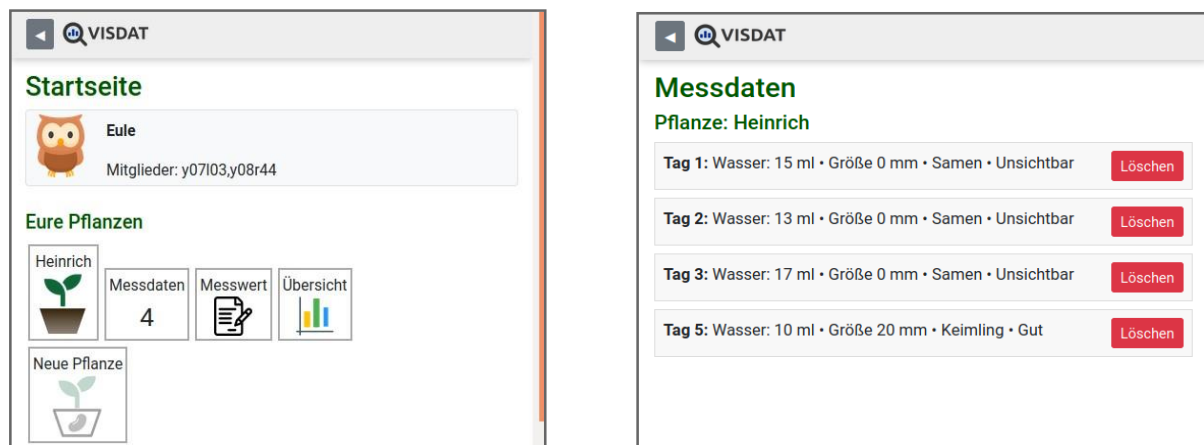 VISDAT
Startseite
Eule
Mitglieder: y07l03,y08r44
Eure Pflanzen
Heinrich
Messdaten
4
Messwert
Übersicht
Neue Pflanze
VISDAT
Messdaten
Pflanze: Heinrich
Tag 1: Wasser: 15 ml • Größe 0 mm • Samen • Unsichtbar Löschen
Tag 2: Wasser: 13 ml • Größe 0 mm • Samen • Unsichtbar Löschen
Tag 3: Wasser: 17 ml • Größe 0 mm • Samen • Unsichtbar Löschen
Tag 5: Wasser: 10 ml • Größe 20 mm • Keimling • Gut Löschen